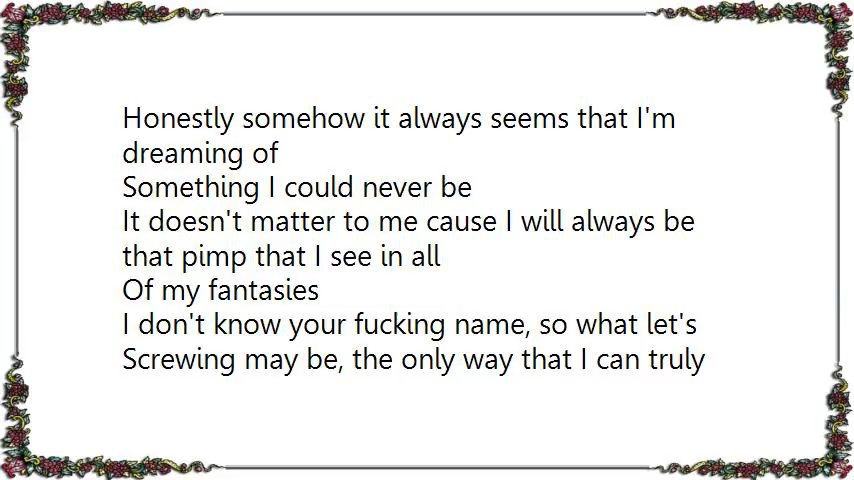 Honestly somehow it always seems that I'm
dreaming of
Something I could never be
It doesn't matter to me cause I will always be
that pimp that I see in all
Of my fantasies
I don't know your fucking name, so what let's
Screwing may be, the only way that I can truly